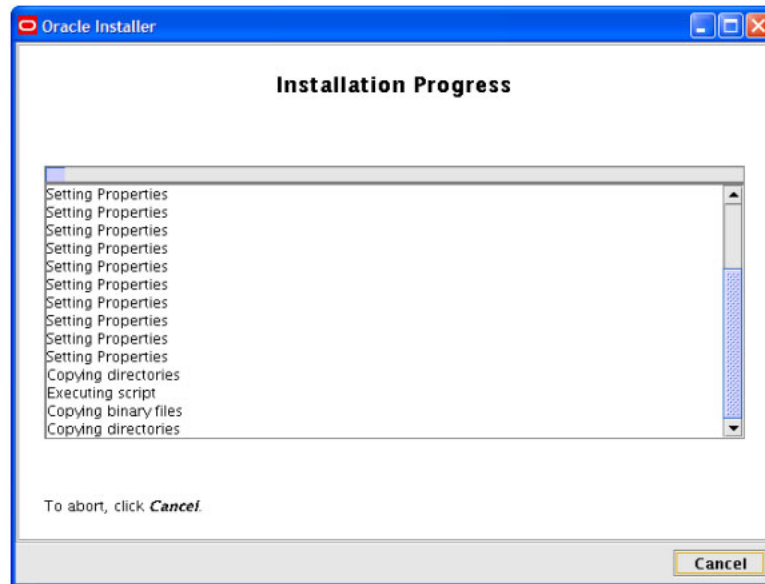 Oracle Installer
Installation Progress
Setting Properties
Setting Properties
Setting Properties
Setting Properties
Setting Properties
Setting Properties
Setting Properties
Setting Properties
Setting Properties
Setting Properties
Copying directories
Executing script
Copying binary files
Copying directories
To abort, click Cancel.
Cancel